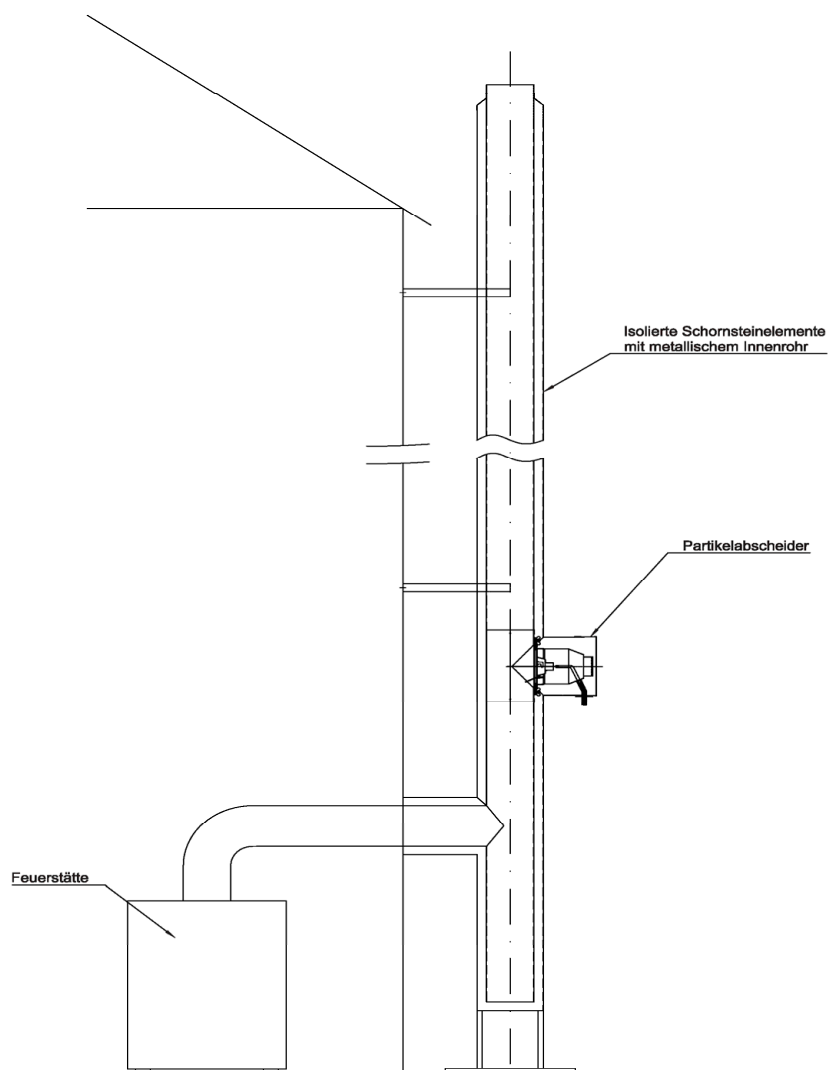 Isolierte Schornsteinelemente
mit metallischem Innenrohr
Partikelabscheider
Feuerstätte